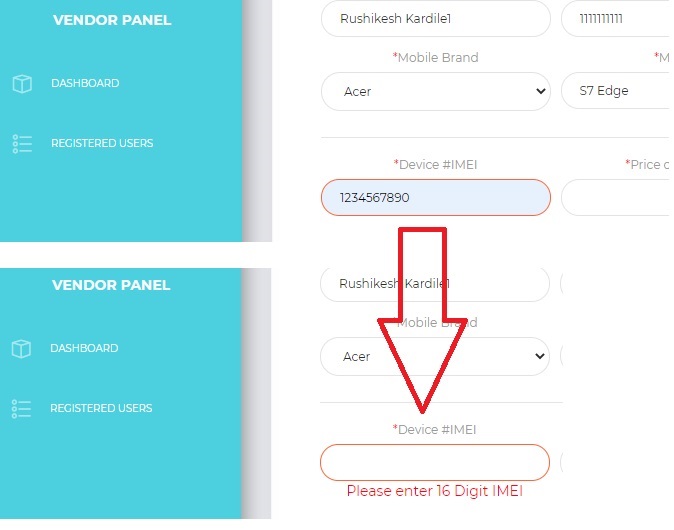 VENDOR PANEL
Rushikesh Kardile1
1111111111
*Mobile Brand
*M
DASHBOARD
Acer
S7 Edge
REGISTERED USERS
*Device #IMEI
*Price o
1234567890
VENDOR PANEL
Rushikesh Kardile1
Mobile Brand
DASHBOARD
Acer
REGISTERED USERS
*Device #IMEI
Please enter 16 Digit IMEI